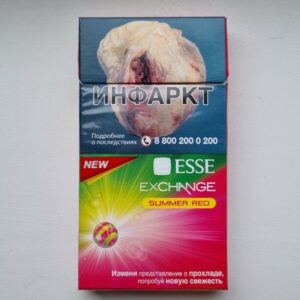 ИНФАРКТ
Подробнее
о последствиях
8 800 200 0 200
NEW
ESSE
EXCHANGE
SUMMER RED
Измени представление о прохладе,
попробуй новую свежесть